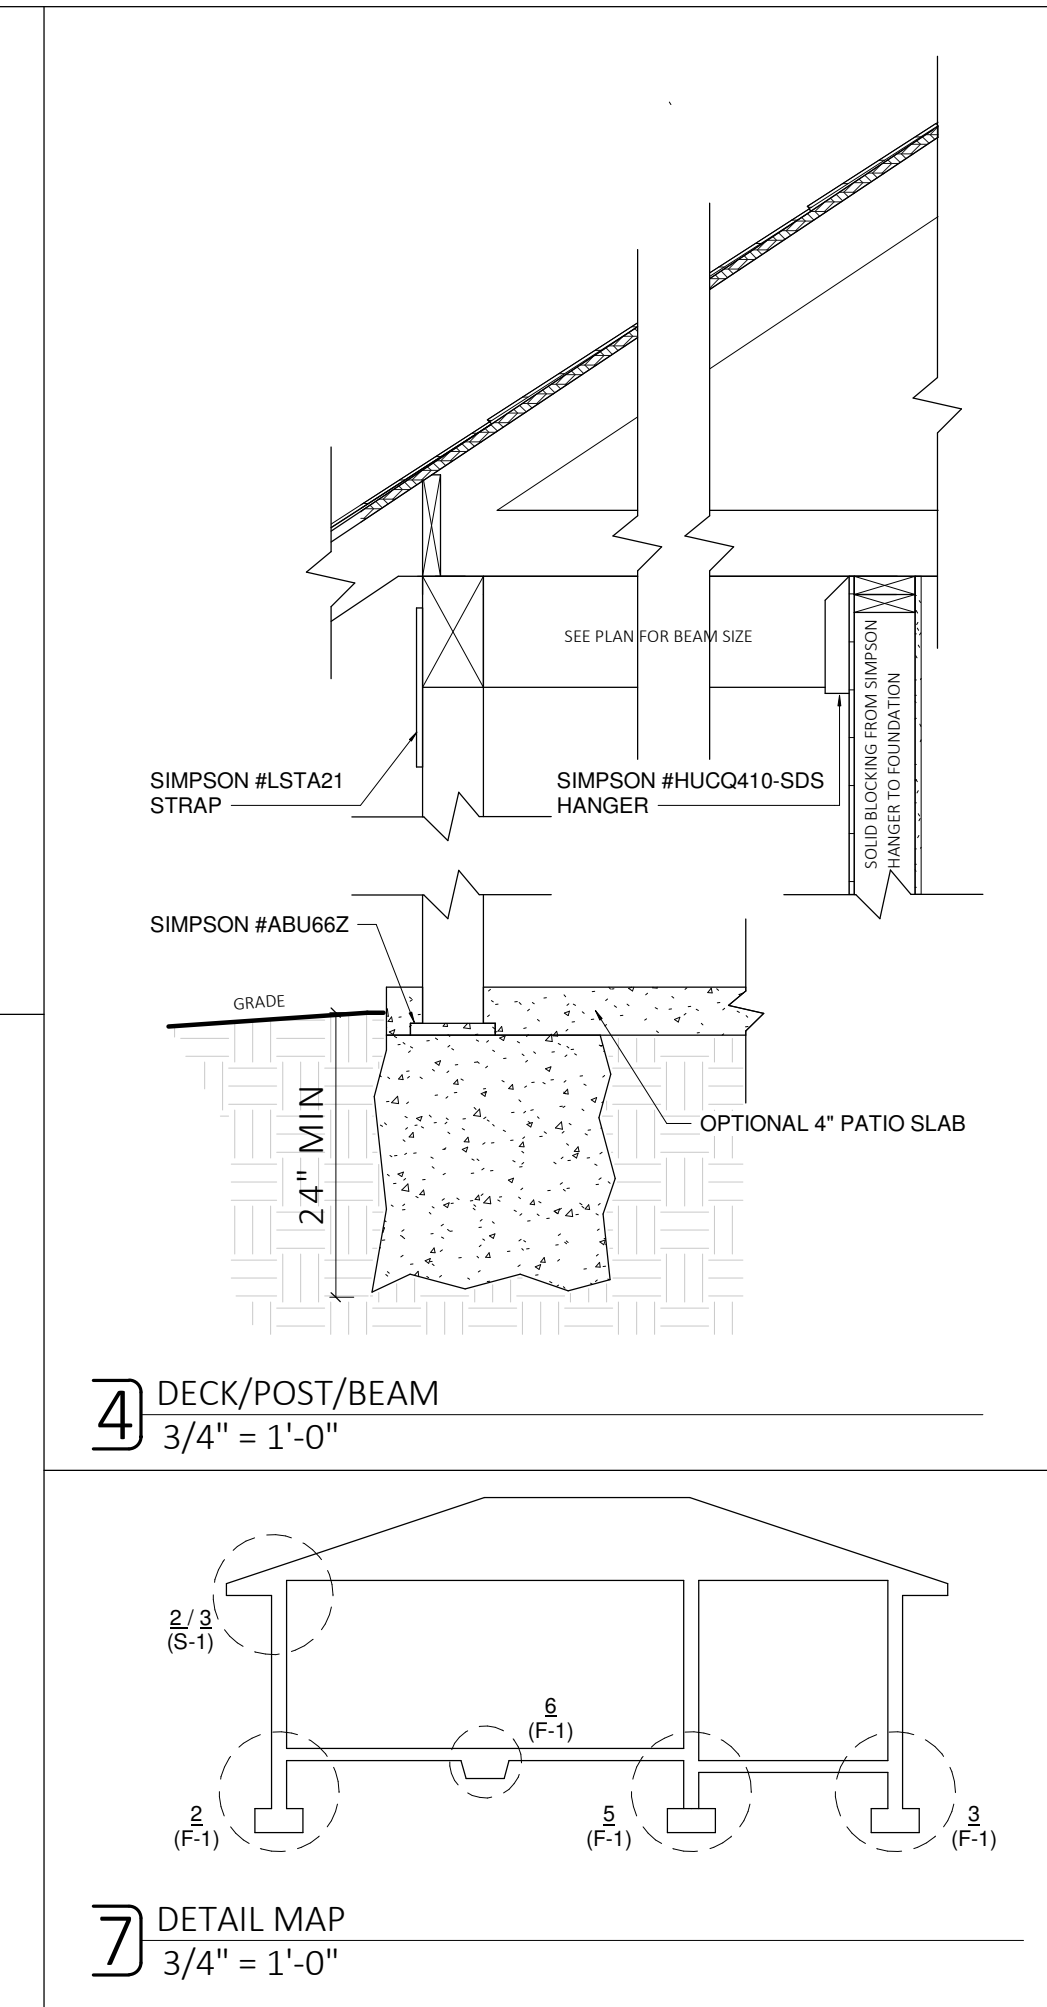 SEE PLAN FOR BEAM SIZE
SOLID BLOCKING FROM SIMPSON
HANGER TO FOUNDATION
SIMPSON #LSTA21
STRAP
SIMPSON #HUCQ410-SDS
HANGER
SIMPSON #ABU66Z
GRADE
24" MIN
OPTIONAL 4" PATIO SLAB
4 DECK/POST/BEAM
3/4" = 1'-0"
2 / 3
(S-1)
6
(F-1)
2
(F-1)
5
(F-1)
3
(F-1)
7 DETAIL MAP
3/4" = 1'-0"